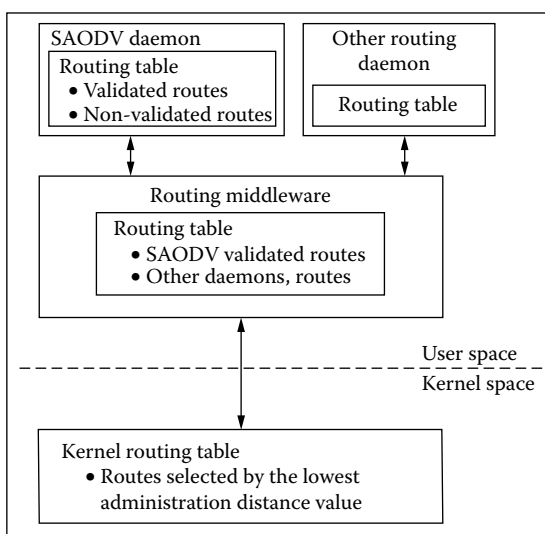 SAODV daemon
Routing table
• Validated routes
• Non-validated routes
Other routing
daemon
Routing table
Routing middleware
Routing table
• SAODV validated routes
• Other daemons, routes
User space
Kernel space
Kernel routing table
• Routes selected by the lowest
administration distance value